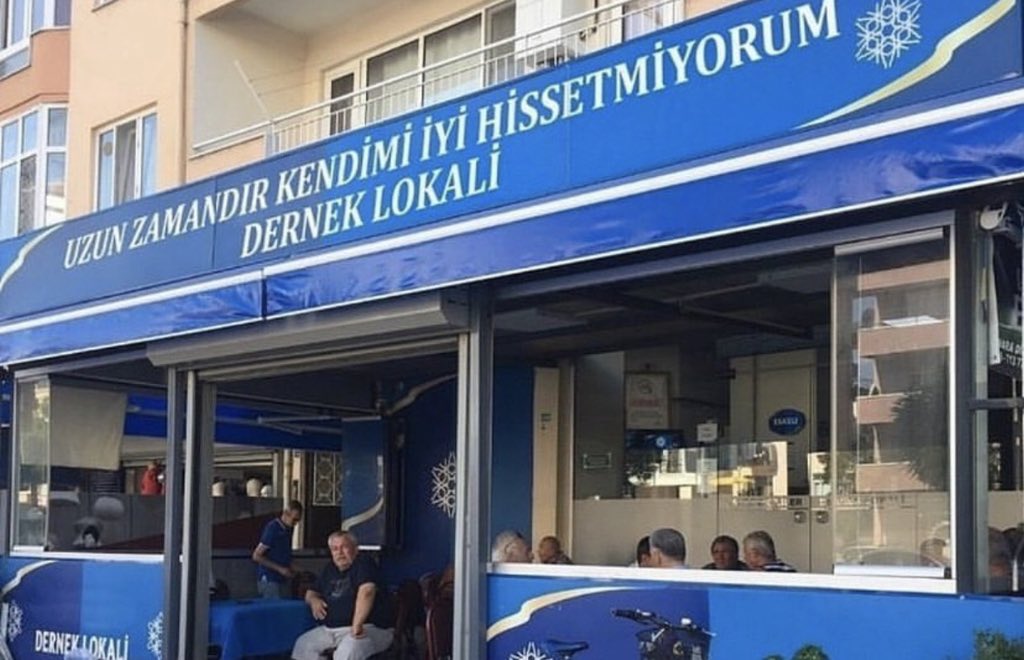 UZUN ZAMANDIR KENDİMİ İYİ HİSSETMİYORUM
DERNEK LOKALİ
DERNEK LOKALİ